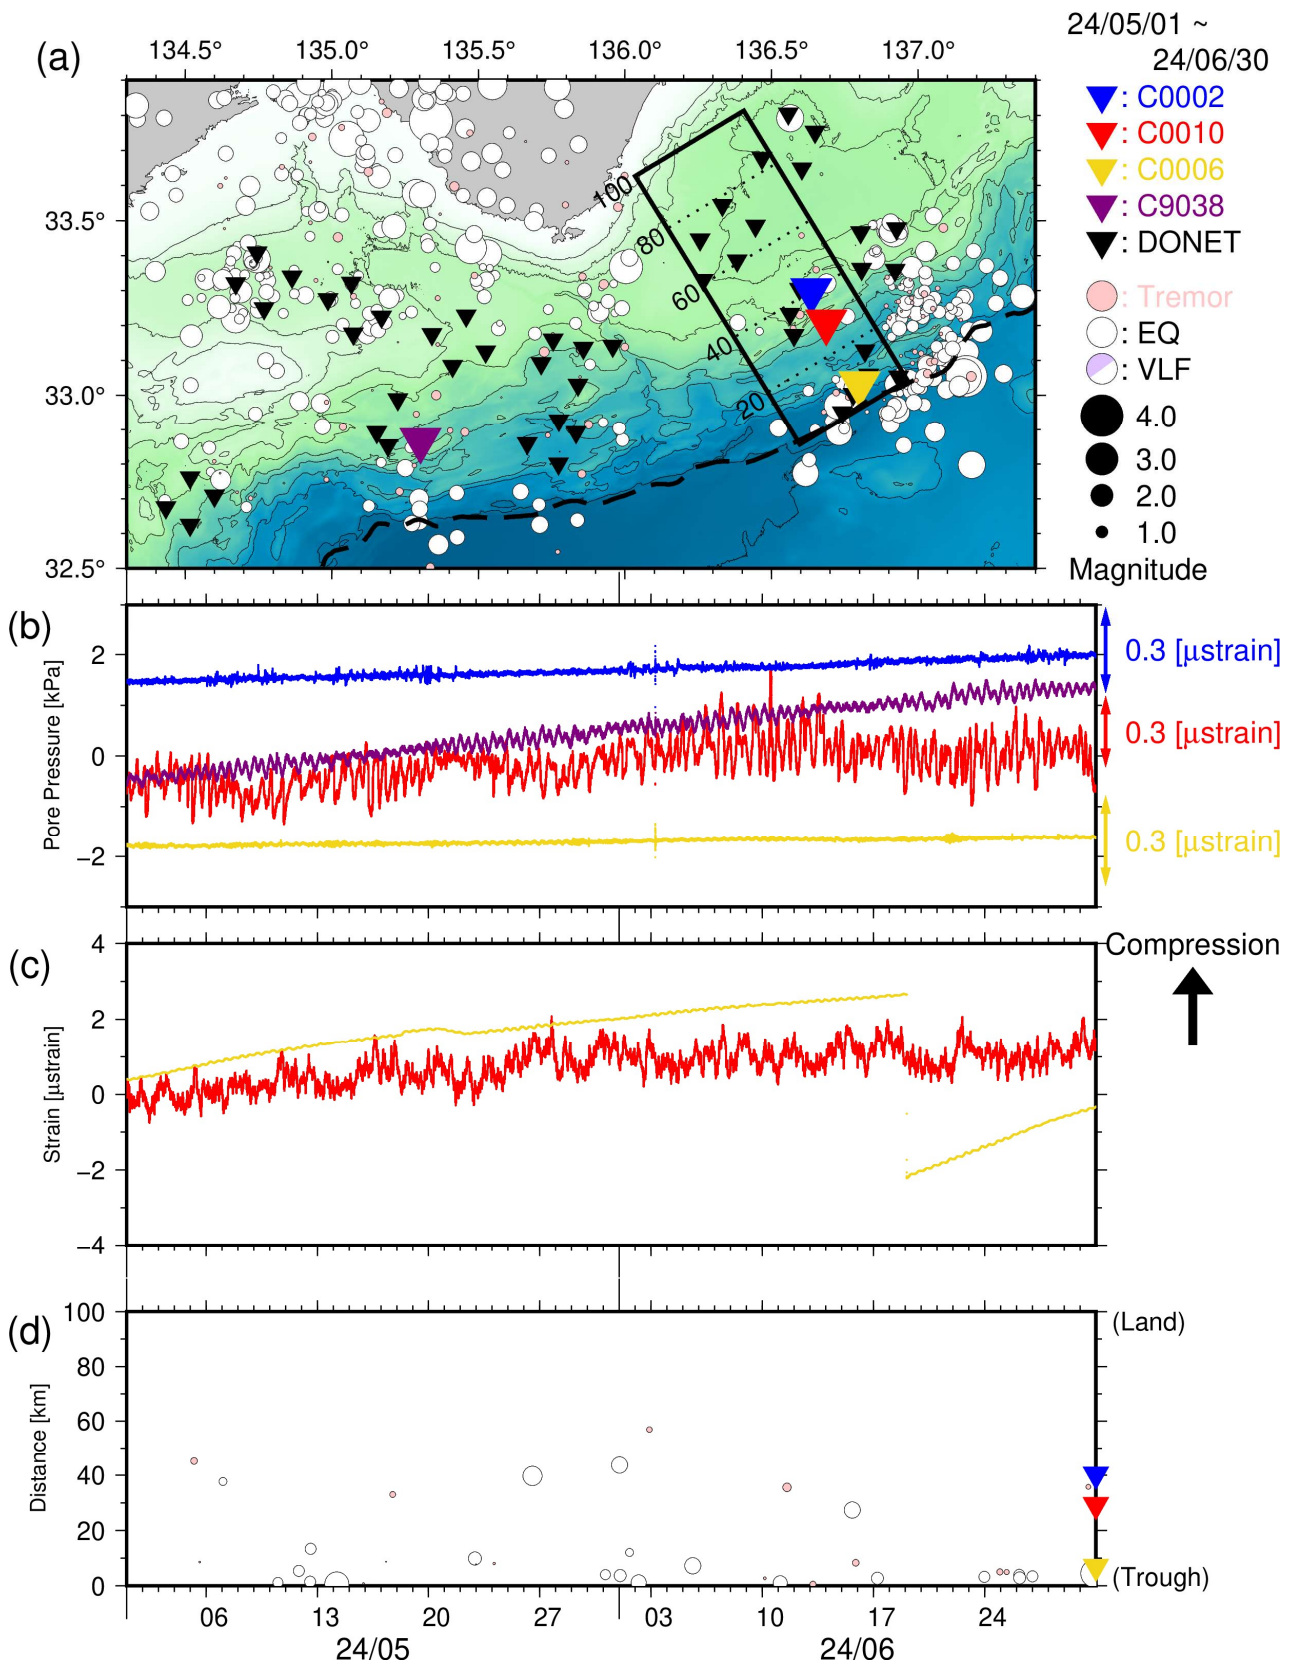 (a)
134.5° 135.0° 135.5° 136.0° 136.5° 137.0°
24/05/01 ~
24/06/30
: C0002
: C0010
: C0006
: C9038
: DONET
: Tremor
: EQ
: VLF
4.0
3.0
2.0
1.0
Magnitude
33.5°
33.0°
32.5°
100
80
60
40
20
(b)
Pore Pressure [kPa]
2
0
−2
0.3 [μstrain]
0.3 [μstrain]
0.3 [μstrain]
(c)
Strain [μstrain]
4
2
0
−2
−4
Compression
(d)
Distance [km]
100
80
60
40
20
0
(Land)
(Trough)
06 13 20 27 03 10 17 24
24/05 24/06